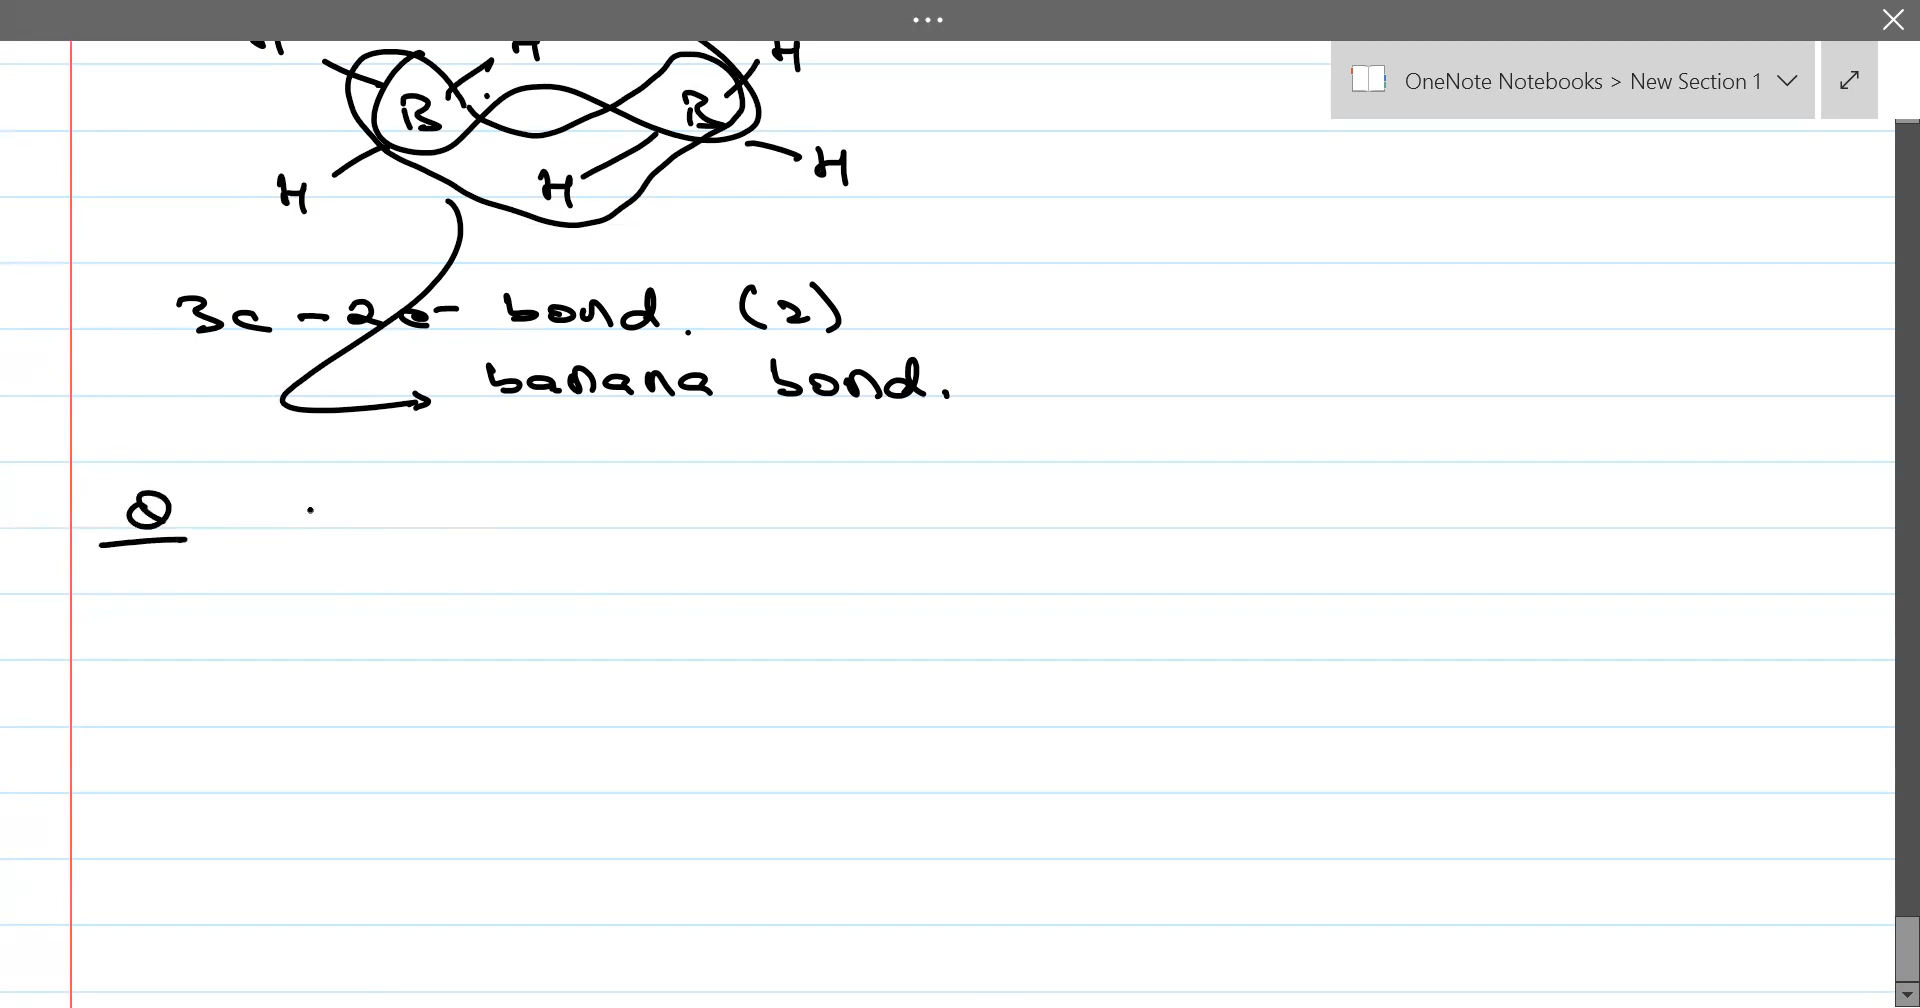 OneNote Notebooks > New Section 1
H H H
B B
H H H
3c - 2e- bond. (2)
banana bond.
Q